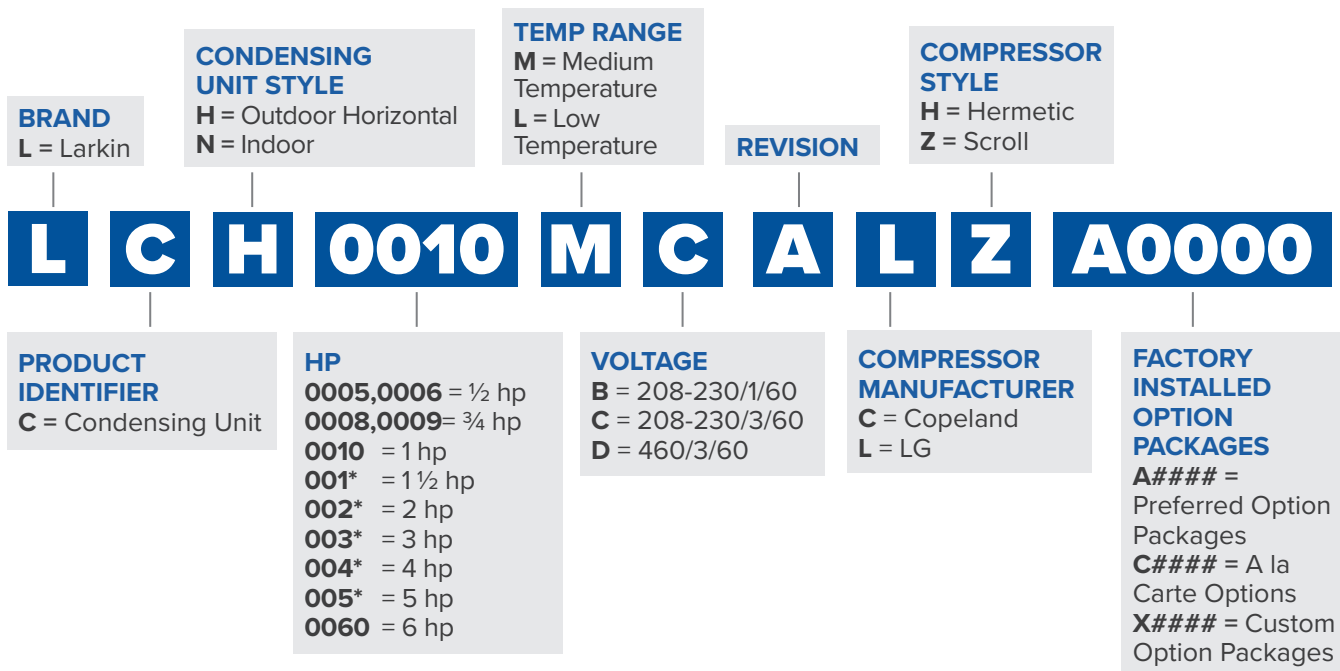 BRAND
L = Larkin
CONDENSING
UNIT STYLE
H = Outdoor Horizontal
N = Indoor
TEMP RANGE
M = Medium
Temperature
L = Low
Temperature
REVISION
COMPRESSOR
STYLE
H = Hermetic
Z = Scroll
L C H 0010 M C A L Z A0000
PRODUCT
IDENTIFIER
C = Condensing Unit
HP
0005,0006 = ½ hp
0008,0009= ¾ hp
0010 = 1 hp
001* = 1 ½ hp
002* = 2 hp
003* = 3 hp
004* = 4 hp
005* = 5 hp
0060 = 6 hp
VOLTAGE
B = 208-230/1/60
C = 208-230/3/60
D = 460/3/60
COMPRESSOR
MANUFACTURER
C = Copeland
L = LG
FACTORY
INSTALLED
OPTION
PACKAGES
A#### =
Preferred Option
Packages
C#### = A la
Carte Options
X#### = Custom
Option Packages